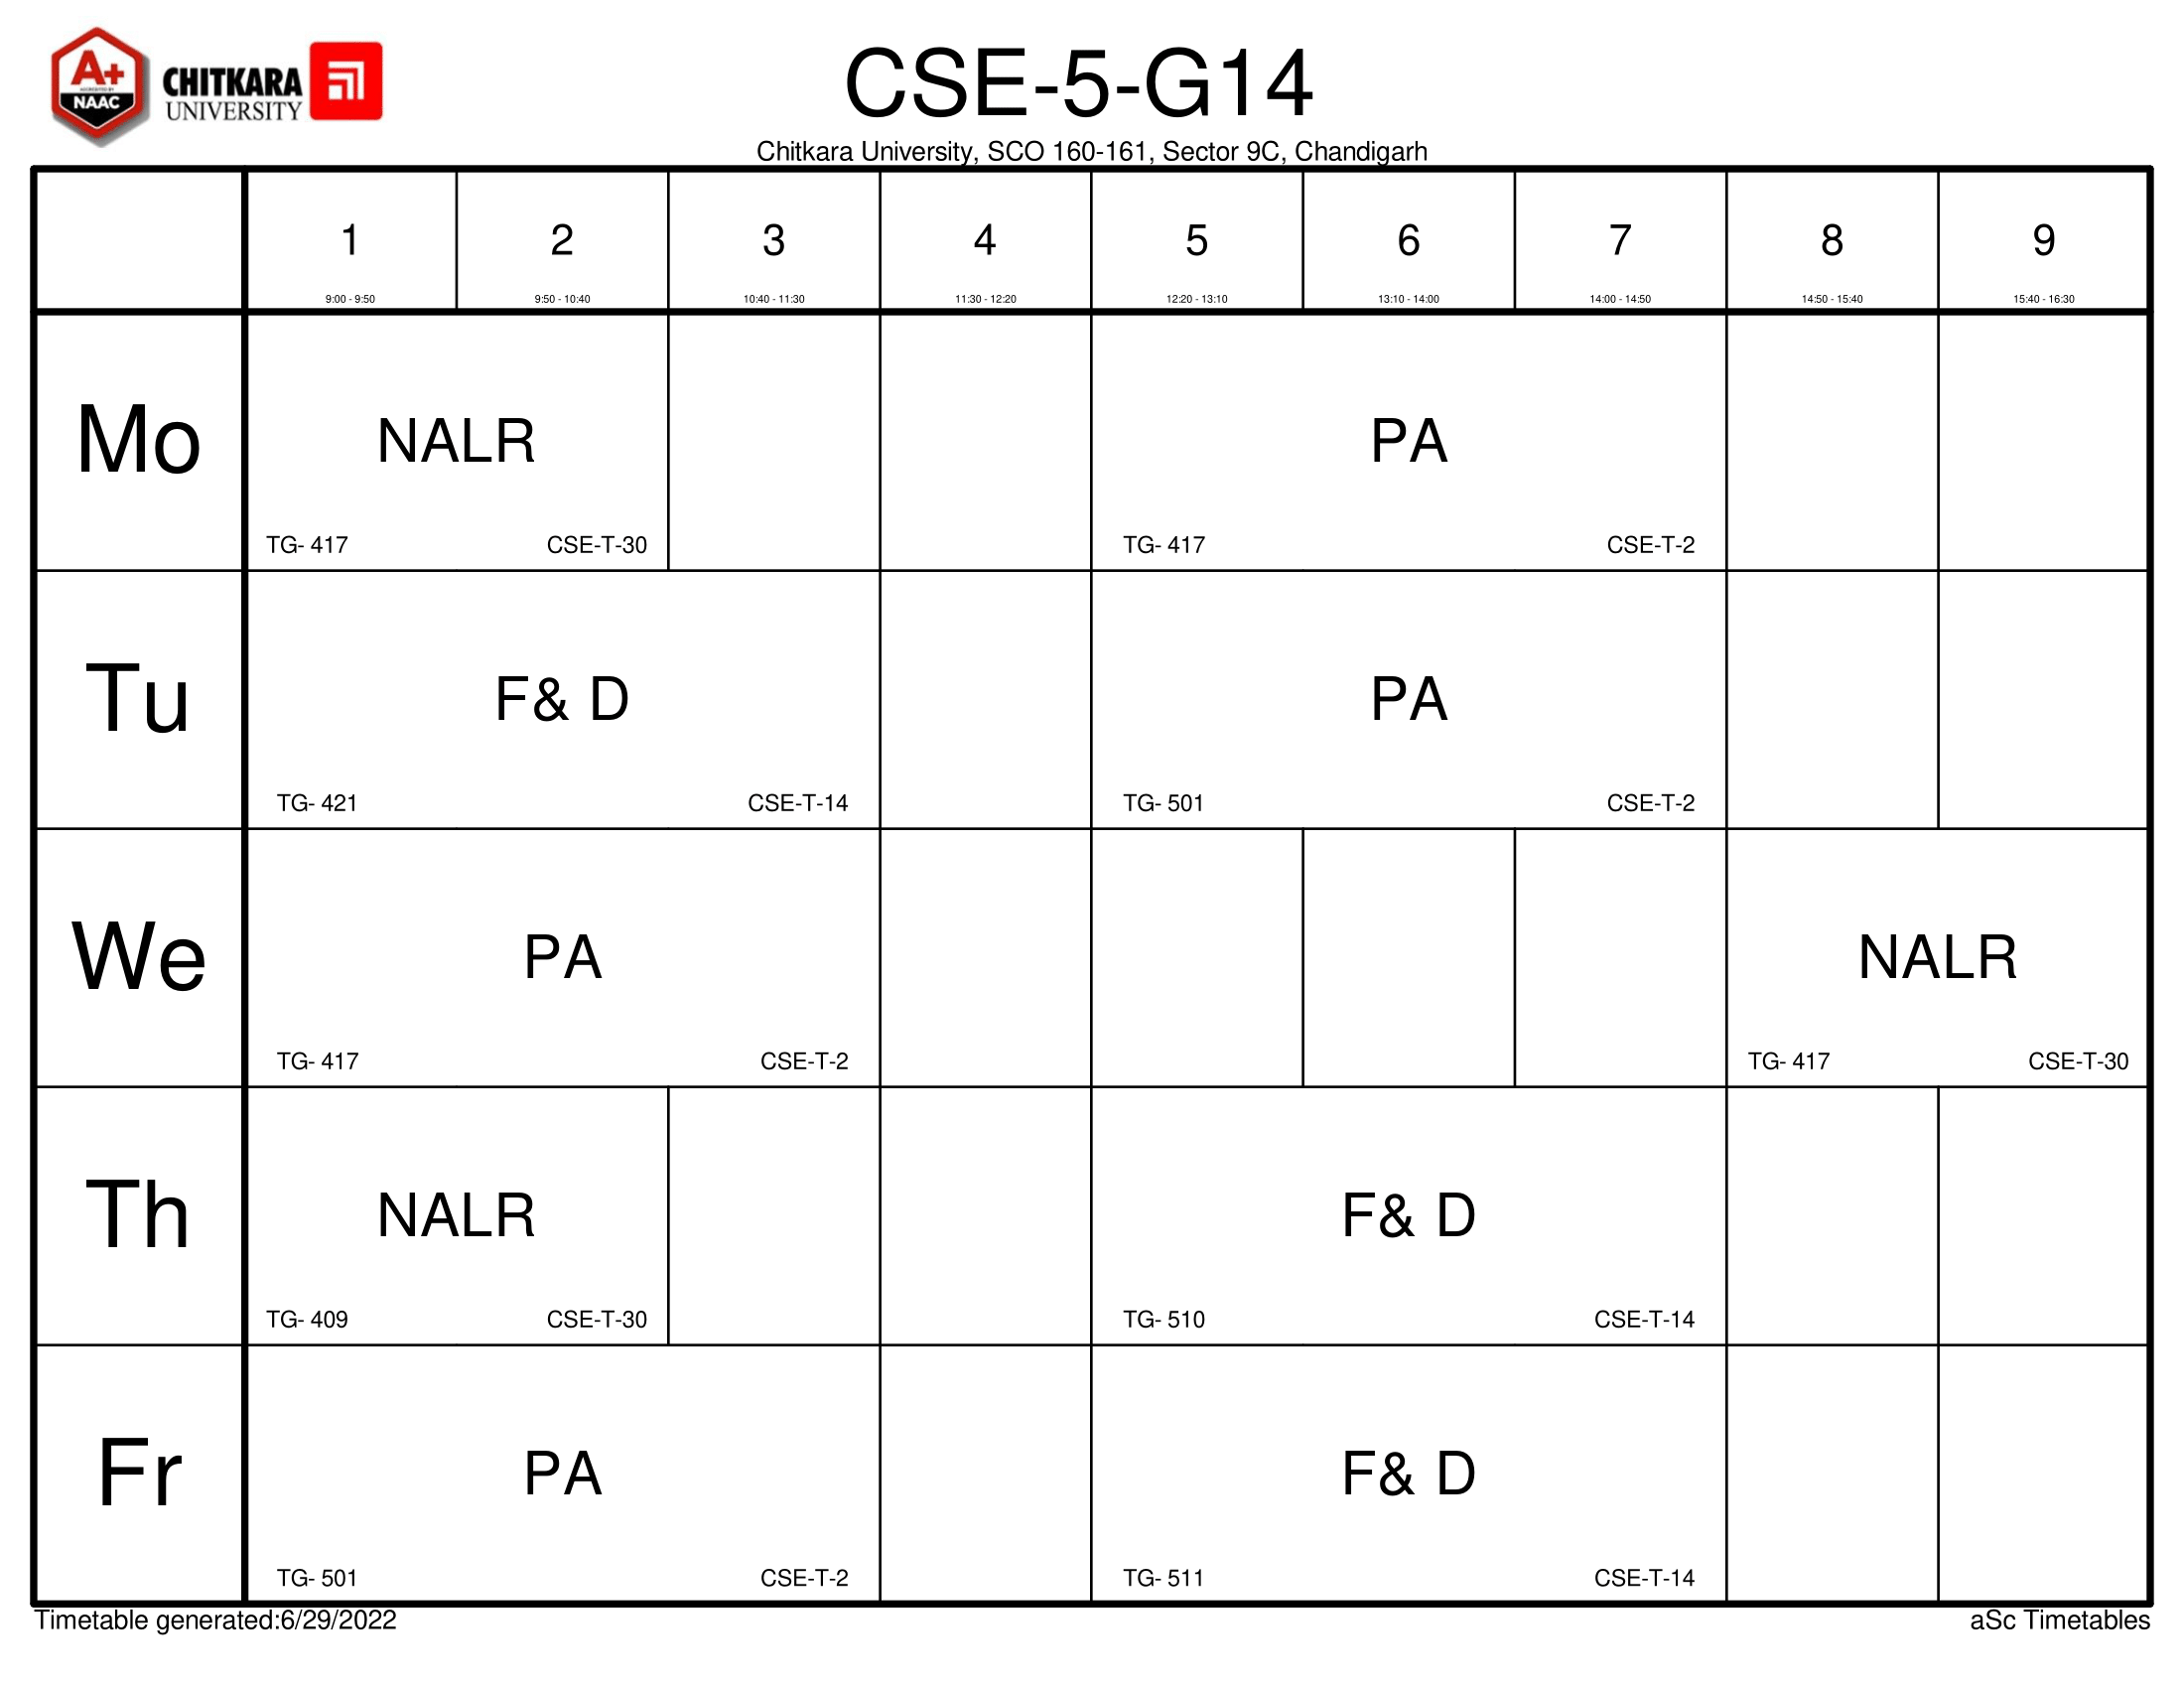 A+
ACCREDITED BY
NAAC
CHITKARA
UNIVERSITY
CSE-5-G14
Chitkara University, SCO 160-161, Sector 9C, Chandigarh
1 2 3 4 5 6 7 8 9
9:00 - 9:50 9:50 - 10:40 10:40 - 11:30 11:30 - 12:20 12:20 - 13:10 13:10 - 14:00 14:00 - 14:50 14:50 - 15:40 15:40 - 16:30
Mo NALR PA
TG- 417 CSE-T-30 TG- 417 CSE-T-2
Tu F& D PA
TG- 421 CSE-T-14 TG- 501 CSE-T-2
We PA NALR
TG- 417 CSE-T-2 TG- 417 CSE-T-30
Th NALR F& D
TG- 409 CSE-T-30 TG- 510 CSE-T-14
Fr PA F& D
TG- 501 CSE-T-2 TG- 511 CSE-T-14
Timetable generated:6/29/2022 aSc Timetables